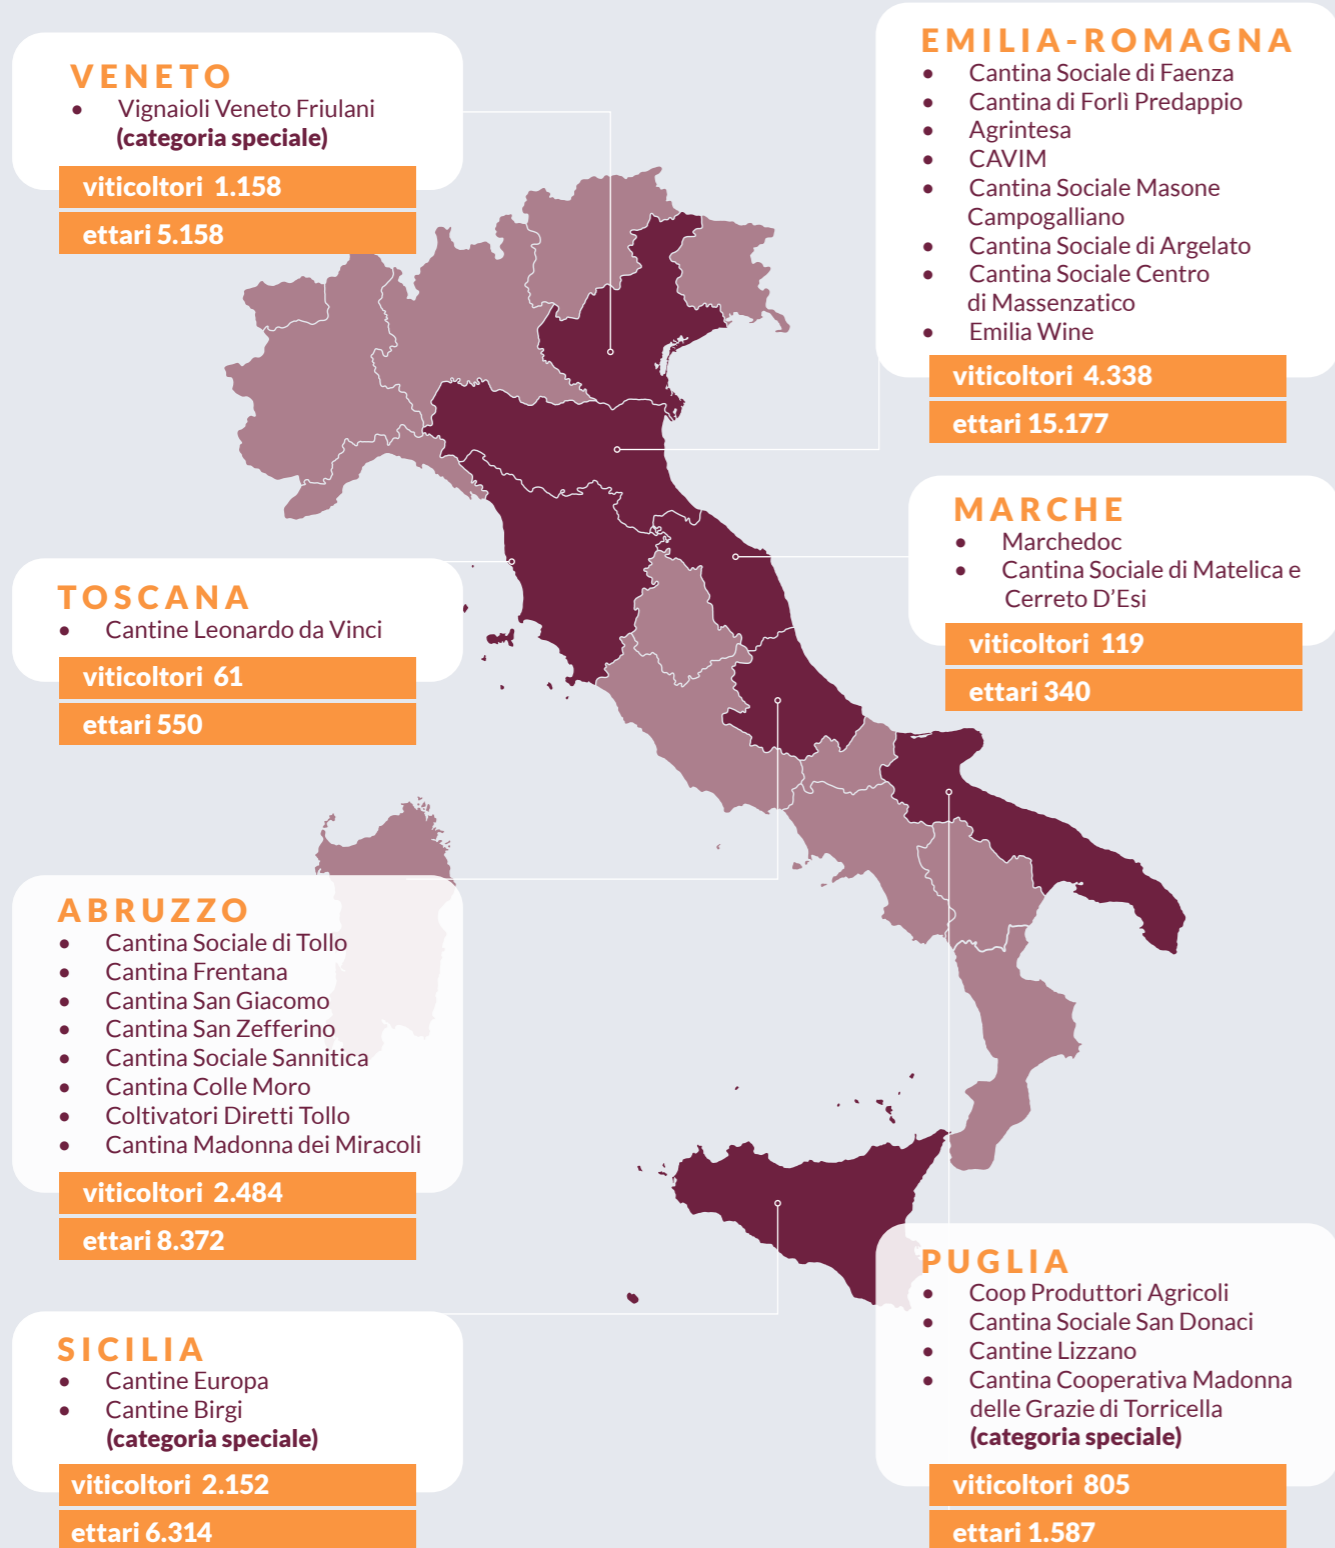 VENETO
• Vignaioli Veneto Friulani
(categoria speciale)
viticoltori 1.158
ettari 5.158
EMILIA-ROMAGNA
• Cantina Sociale di Faenza
• Cantina di Forlì Predappio
• Agrintesa
• CAVIM
• Cantina Sociale Masone
Campogalliano
• Cantina Sociale di Argelato
• Cantina Sociale Centro
di Massenzatico
• Emilia Wine
viticoltori 4.338
ettari 15.177
MARCHE
• Marchedoc
• Cantina Sociale di Matelica e
Cerreto D'Esi
viticoltori 119
ettari 340
TOSCANA
• Cantine Leonardo da Vinci
viticoltori 61
ettari 550
ABRUZZO
• Cantina Sociale di Tollo
• Cantina Frentana
• Cantina San Giacomo
• Cantina San Zefferino
• Cantina Sociale Sannitica
• Cantina Colle Moro
• Coltivatori Diretti Tollo
• Cantina Madonna dei Miracoli
viticoltori 2.484
ettari 8.372
SICILIA
• Cantine Europa
• Cantine Birgi
(categoria speciale)
viticoltori 2.152
ettari 6.314
PUGLIA
• Coop Produttori Agricoli
• Cantina Sociale San Donaci
• Cantine Lizzano
• Cantina Cooperativa Madonna
delle Grazie di Torricella
(categoria speciale)
viticoltori 805
ettari 1.587